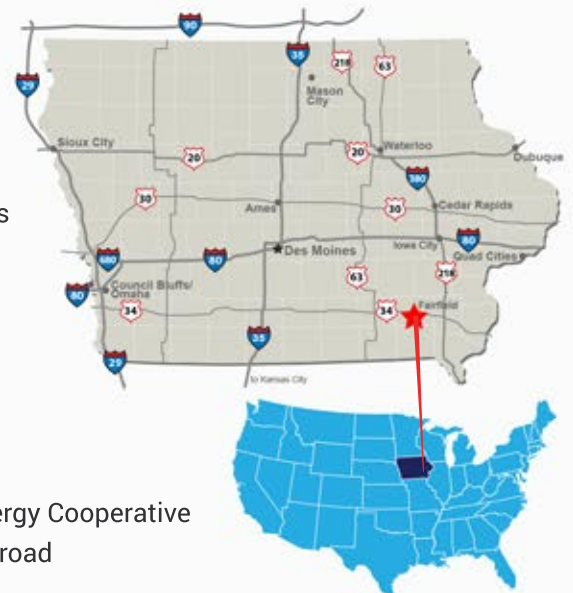 90
35
218
63
29
Mason
City
Sioux City
20
20
Waterloo
Dubuque
380
s
30
Ames
30
Cedar Rapids
Iowa City
80
Des Moines
680
80
Quad Cities
63
218
80
Council Bluffs/
Omaha
34
34
Fairfield
35
29
to Kansas City
ergy Cooperative
road